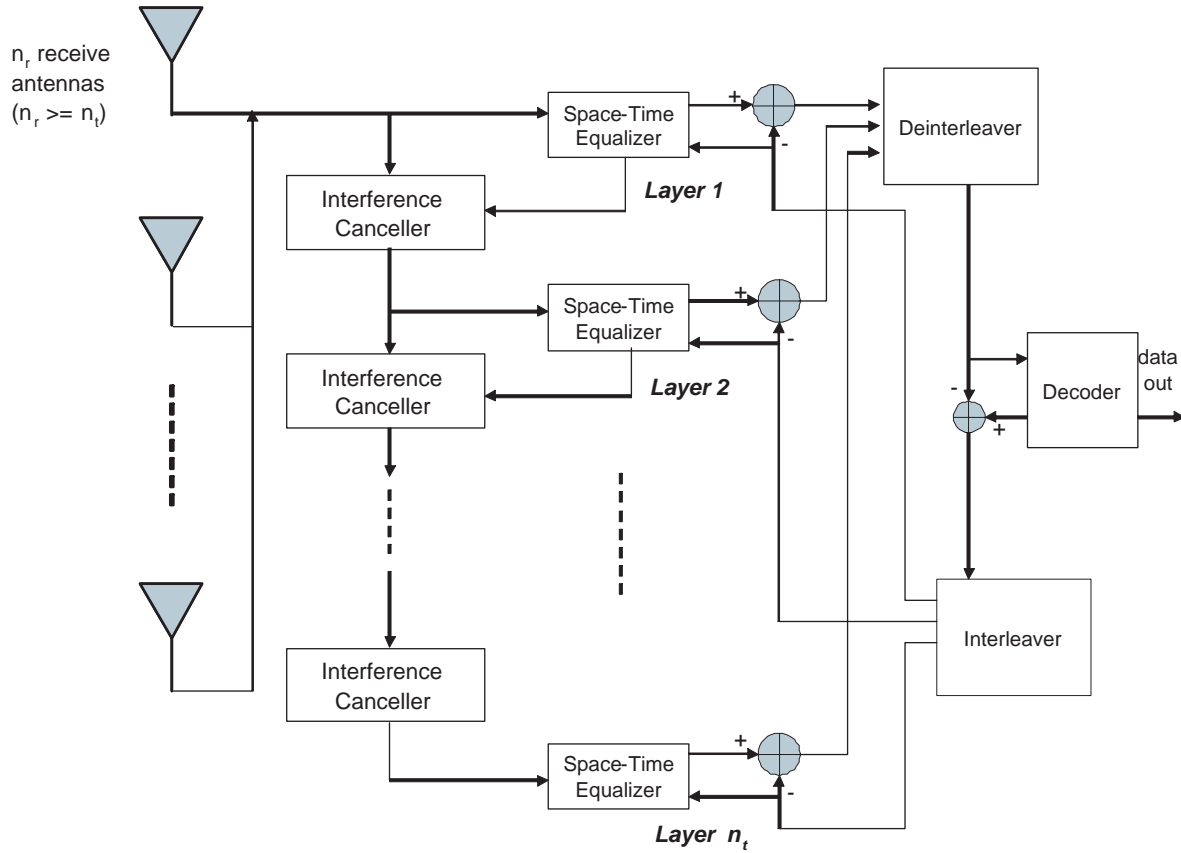 n_r receive
antennas
(n_r >= n_t)
Space-Time
Equalizer
+
-
Layer 1
Deinterleaver
Interference
Canceller
Space-Time
Equalizer
+
-
Layer 2
Interference
Canceller
Decoder
data
out
-
+
Interleaver
Interference
Canceller
Space-Time
Equalizer
+
-
Layer n_t